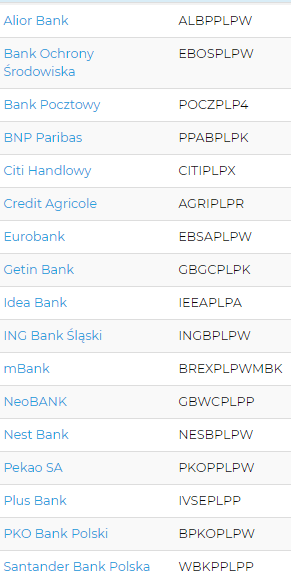 Alior Bank ALBPPLPW
Bank Ochrony EBOSPLPW
Środowiska
Bank Pocztowy POCZPLP4
BNP Paribas PPABPLPK
Citi Handlowy CITIPLPX
Credit Agricole AGRIPLPR
Eurobank EBSAPLPW
Getin Bank GBGCPLPK
Idea Bank IEEAPLPA
ING Bank Śląski INGBPLPW
mBank BREXPLPWMBK
NeoBANK GBWCPLPP
Nest Bank NESBPLPW
Pekao SA PKOPPLPW
Plus Bank IVSEPLPP
PKO Bank Polski BPKOPLPW
Santander Bank Polska WBKPPLPP